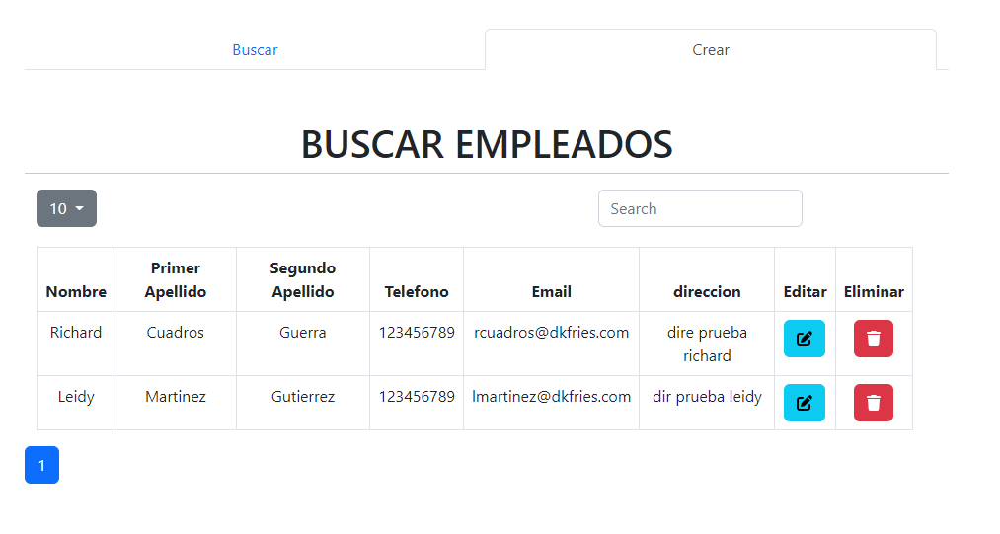 Buscar Crear
BUSCAR EMPLEADOS
10 Search
Nombre Primer Apellido Segundo Apellido Telefono Email direccion Editar Eliminar
Richard Cuadros Guerra 123456789 rcuadros@dkfries.com dire prueba richard
Leidy Martinez Gutierrez 123456789 lmartinez@dkfries.com dir prueba leidy
1